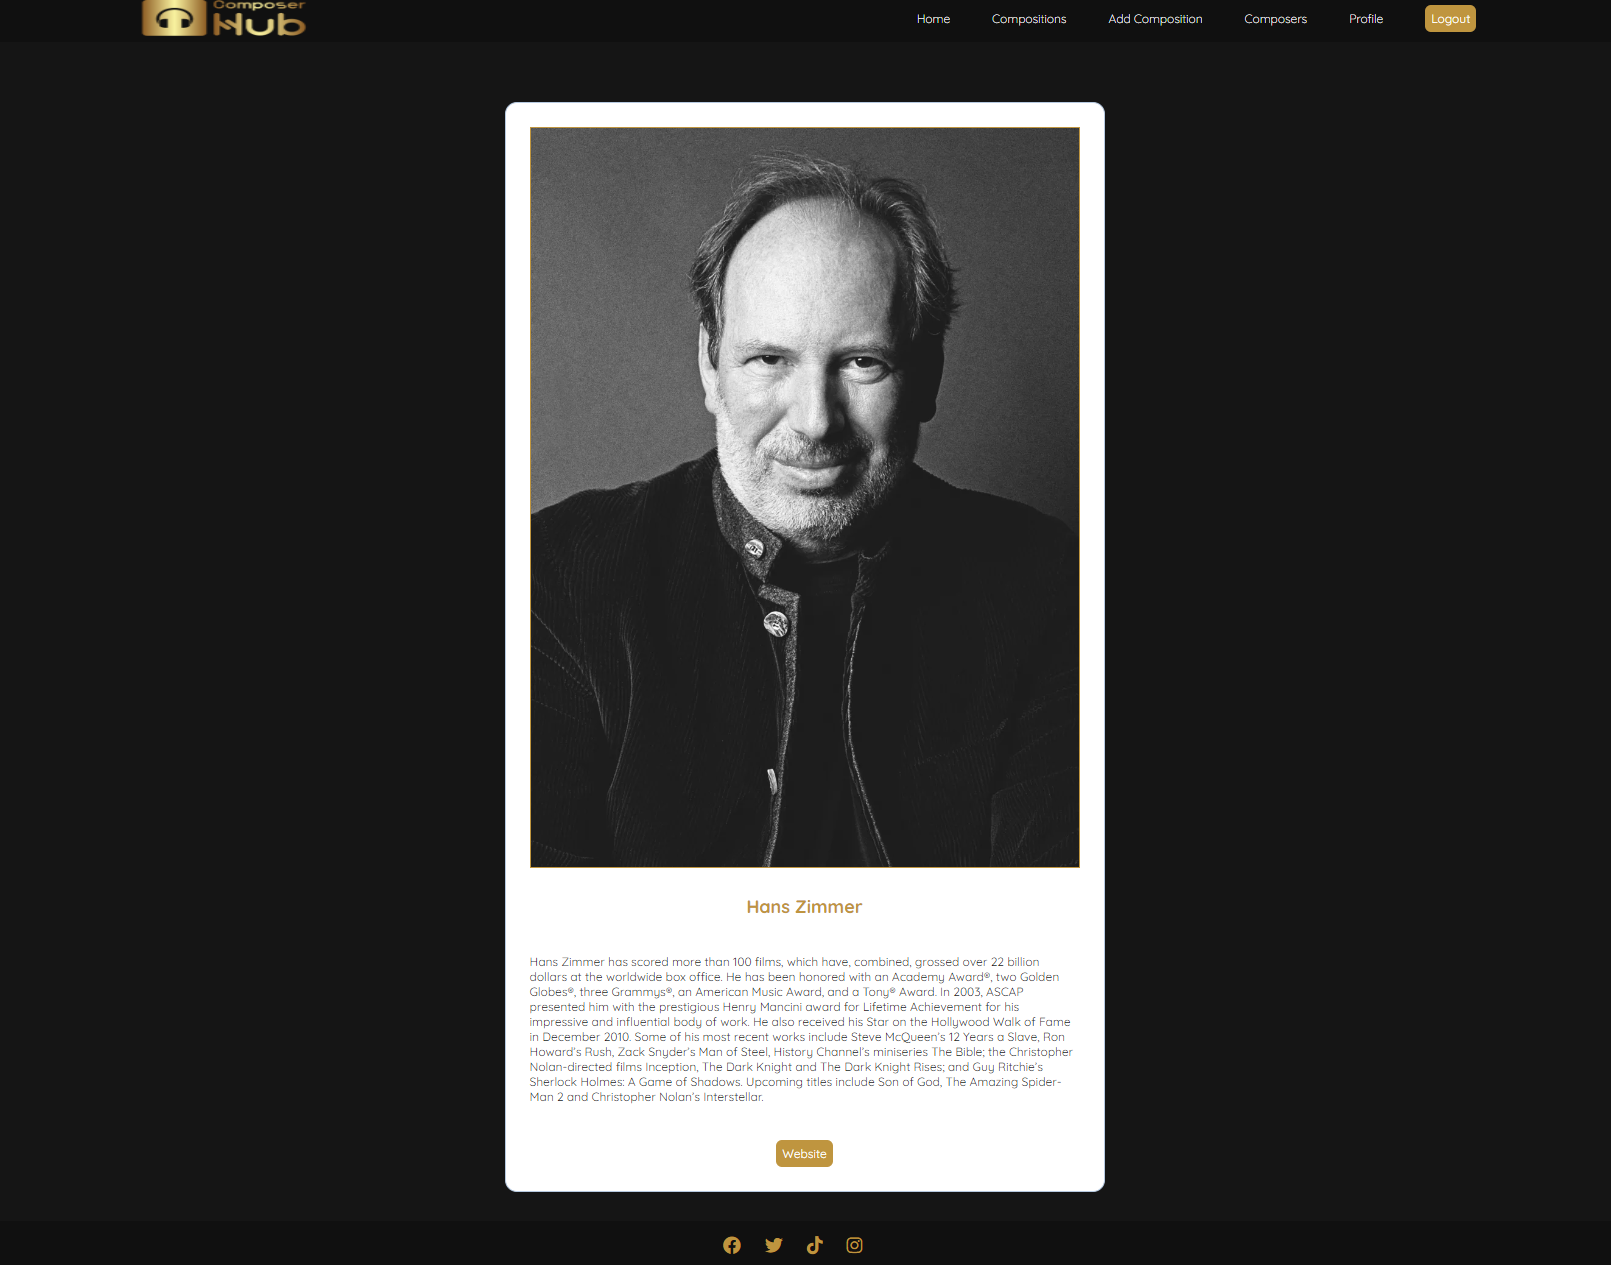 Composer
Hub
Home Compositions Add Composition Composers Profile Logout
Hans Zimmer
Hans Zimmer has scored more than 100 films, which have, combined, grossed over 22 billion
dollars at the worldwide box office. He has been honored with an Academy Award®, two Golden
Globes®, three Grammys®, an American Music Award, and a Tony® Award. In 2003, ASCAP
presented him with the prestigious Henry Mancini award for Lifetime Achievement for his
impressive and influential body of work. He also received his Star on the Hollywood Walk of Fame
in December 2010. Some of his most recent works include Steve McQueen's 12 Years a Slave, Ron
Howard's Rush, Zack Snyder's Man of Steel, History Channel's miniseries The Bible; the Christopher
Nolan-directed films Inception, The Dark Knight and The Dark Knight Rises; and Guy Ritchie's
Sherlock Holmes: A Game of Shadows. Upcoming titles include Son of God, The Amazing Spider-
Man 2 and Christopher Nolan's Interstellar.
Website